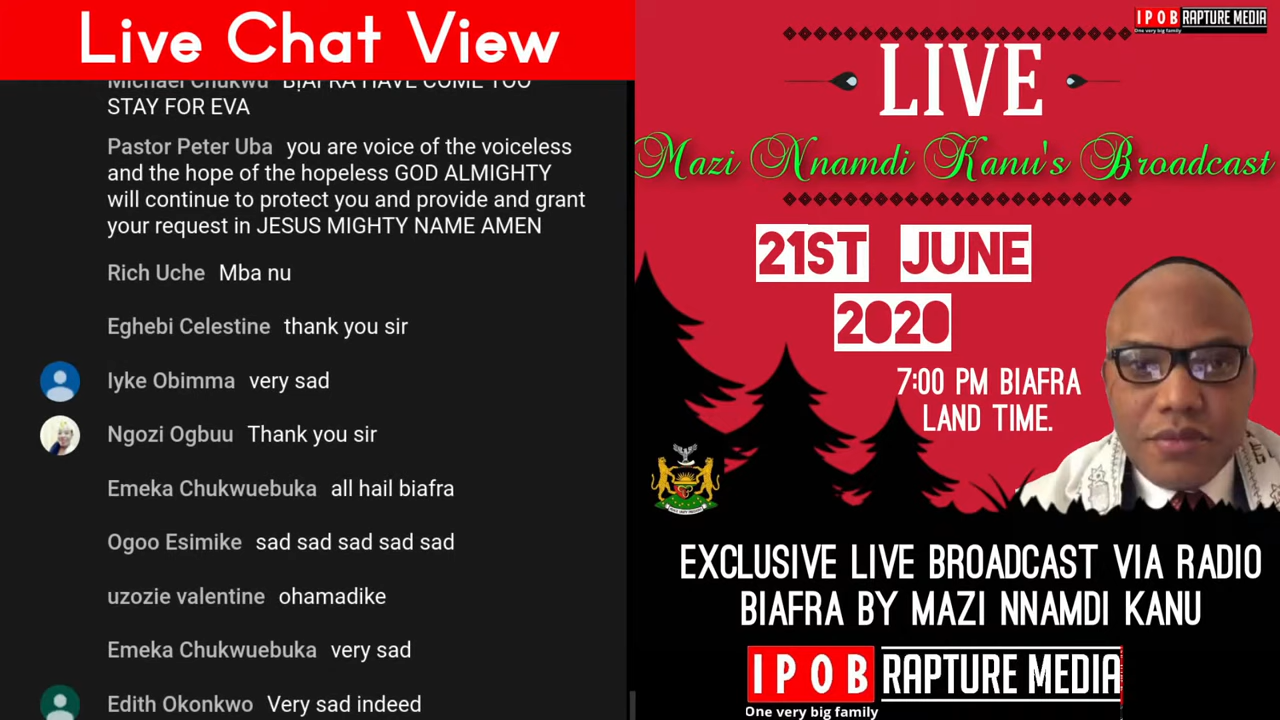 Live Chat View
Michael Chukwu BỊAFRA HAVE COME TOO
STAY FOR EVA
Pastor Peter Uba you are voice of the voiceless
and the hope of the hopeless GOD ALMIGHTY
will continue to protect you and provide and grant
your request in JESUS MIGHTY NAME AMEN
Rich Uche Mba nu
Eghebi Celestine thank you sir
Iyke Obimma very sad
Ngozi Ogbuu Thank you sir
Emeka Chukwuebuka all hail biafra
Ogoo Esimike sad sad sad sad sad
uzozie valentine ohamadike
Emeka Chukwuebuka very sad
Edith Okonkwo Very sad indeed
IPOB RAPTURE MEDIA
One very big family
LIVE
Mazi Nnamdi Kanu's Broadcast
21ST JUNE
2020
7:00 PM BIAFRA
LAND TIME.
EXCLUSIVE LIVE BROADCAST VIA RADIO
BIAFRA BY MAZI NNAMDI KANU
IPOB RAPTURE MEDIA
One very big family